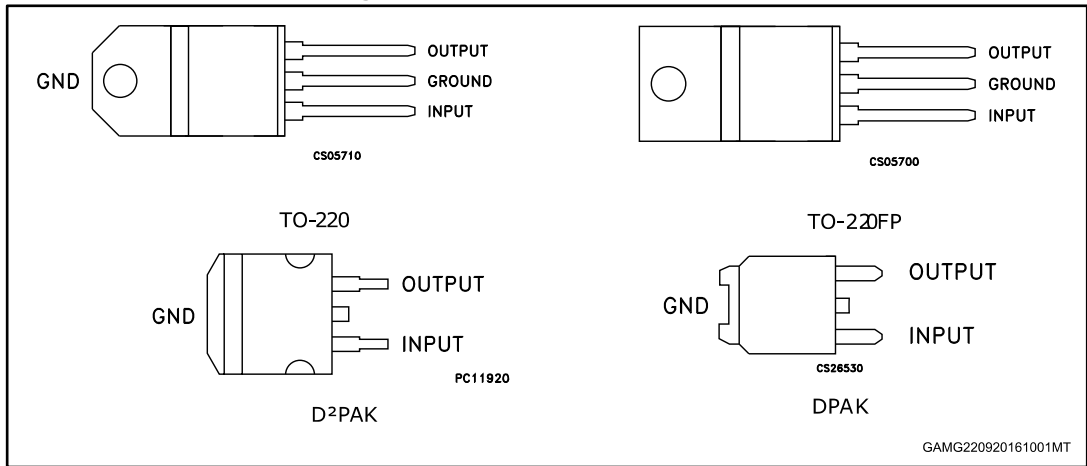 GND
OUTPUT
GROUND
INPUT
CS05710
TO-220
OUTPUT
GROUND
INPUT
CS05700
TO-220FP
GND
OUTPUT
INPUT
PC11920
D²PAK
GND
OUTPUT
INPUT
CS26530
DPAK
GAMG220920161001MT